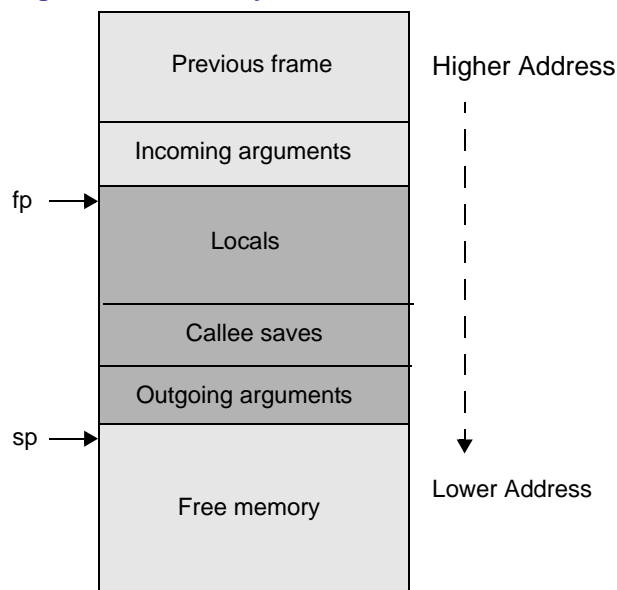 Previous frame
Higher Address
Incoming arguments
fp
Locals
Callee saves
Outgoing arguments
sp
Lower Address
Free memory